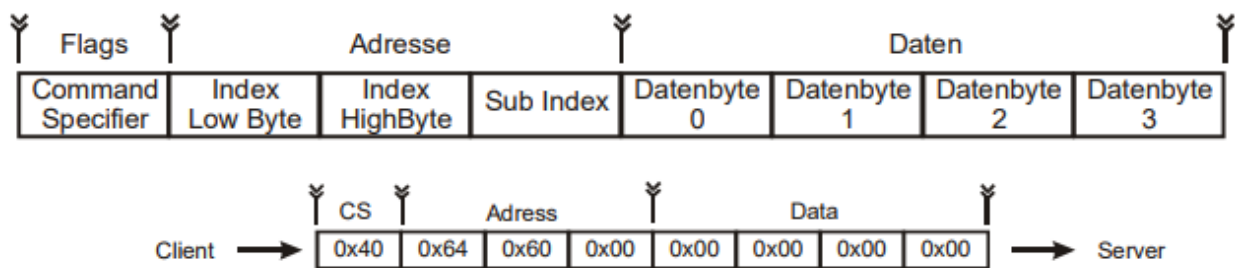 Flags Adresse Daten
Command Specifier Index Low Byte Index HighByte Sub Index Datenbyte 0 Datenbyte 1 Datenbyte 2 Datenbyte 3
CS Adress Data
Client 0x40 0x64 0x60 0x00 0x00 0x00 0x00 0x00 Server